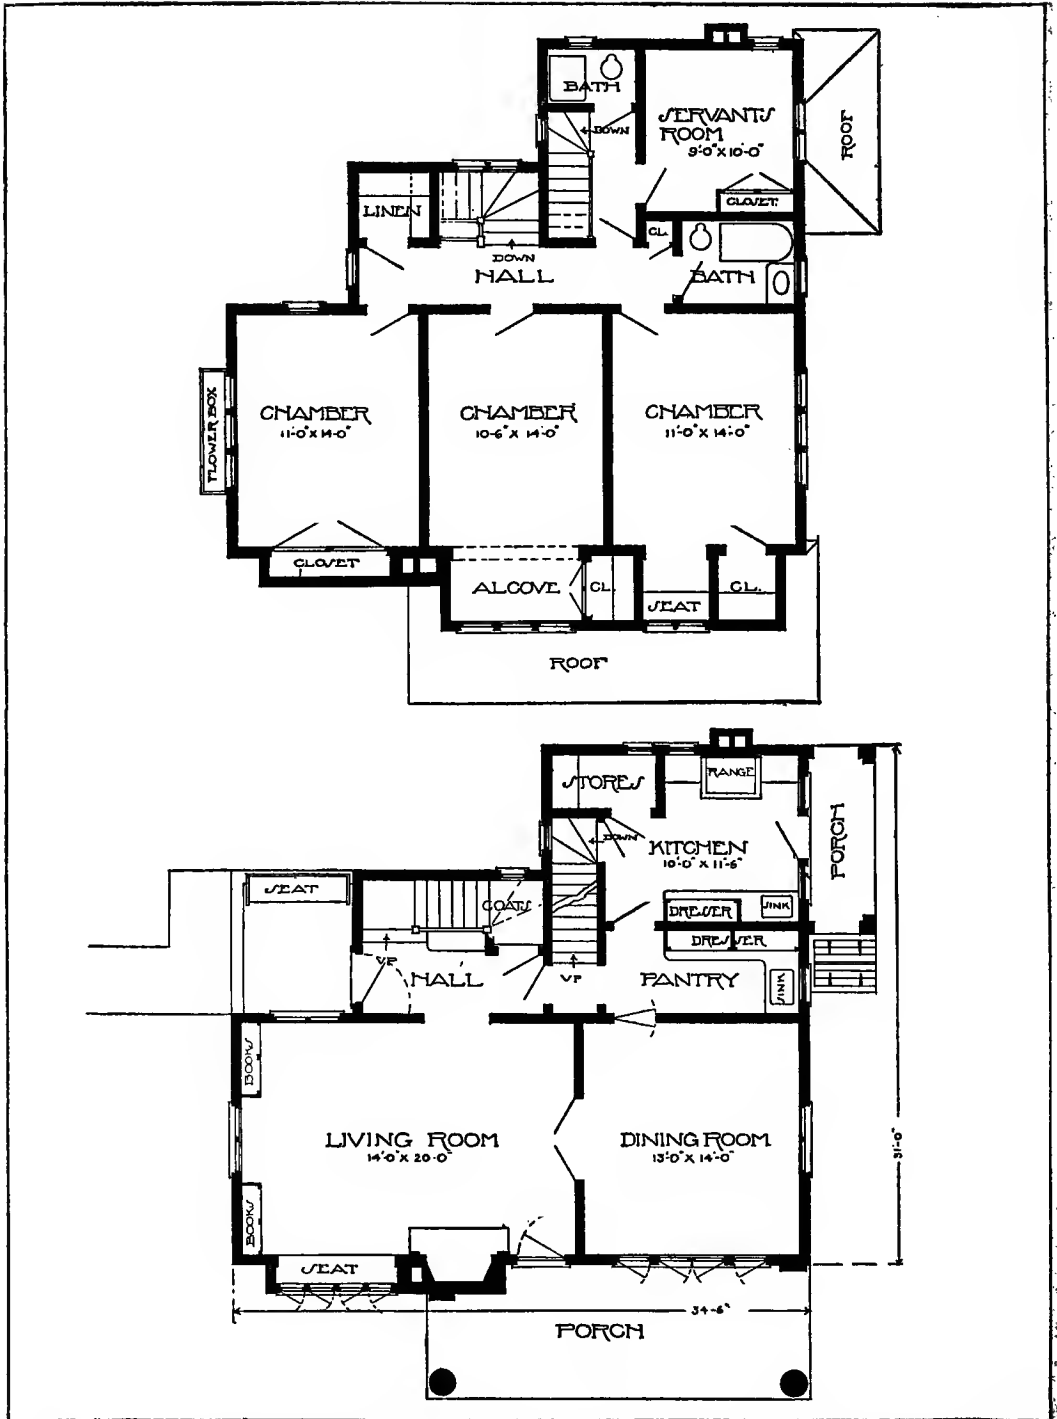 BATH
DOWN
SERVANTS
ROOM
9'-0" X 10'-0"
ROOF
CLOSET
LINEN
CL.
DOWN
HALL
BATH
CHAMBER
11'-0" X 14'-0"
CHAMBER
10-6" X 14'-0"
CHAMBER
11'-0" X 14'-0"
FLOWER BOX
CLOSET
ALCOVE
CL.
SEAT
CL.
ROOF
STORES
RANGE
DOWN
KITCHEN
10'-0" X 11'-6"
PORCH
SEAT
COATS
DRESSER
SINK
DRESSER
UP
HALL
UP
PANTRY
SINK
BOOKS
LIVING ROOM
14'-0" X 20'-0"
DINING ROOM
13'-0" X 14'-0"
31'-0"
BOOKS
SEAT
34'-6"
PORCH